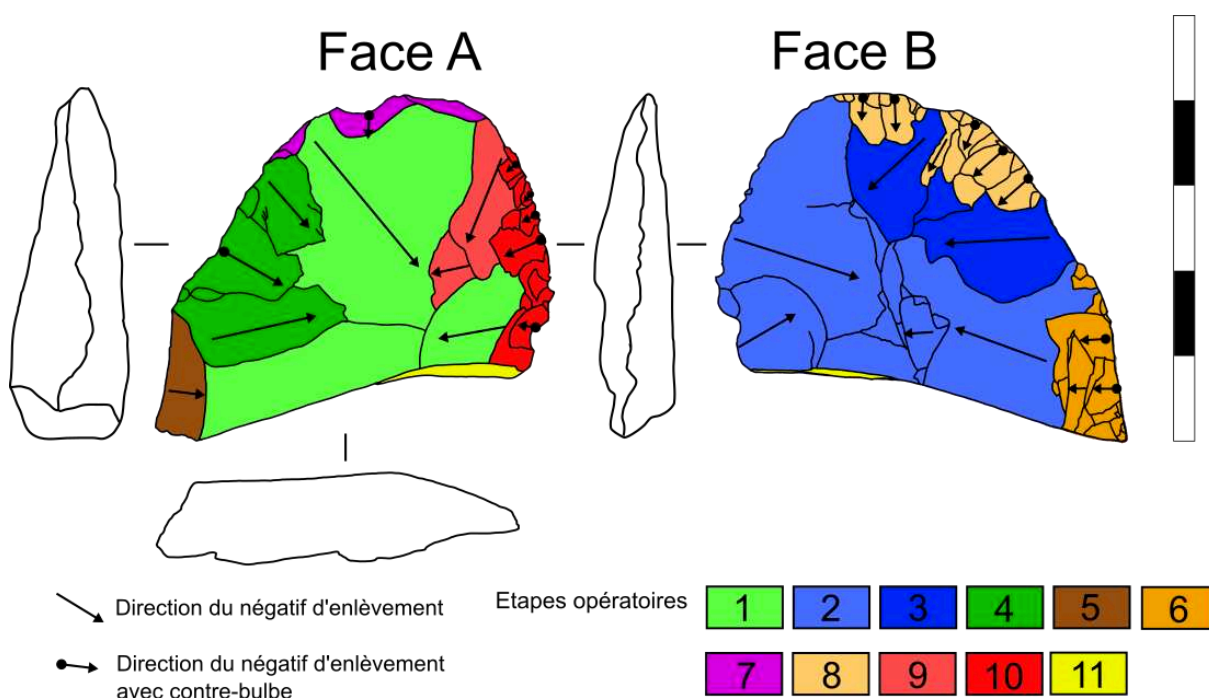 Face A
Face B
Direction du négatif d'enlèvement
Direction du négatif d'enlèvement
avec contre-bulbe
Etapes opératoires
1 2 3 4 5 6
7 8 9 10 11